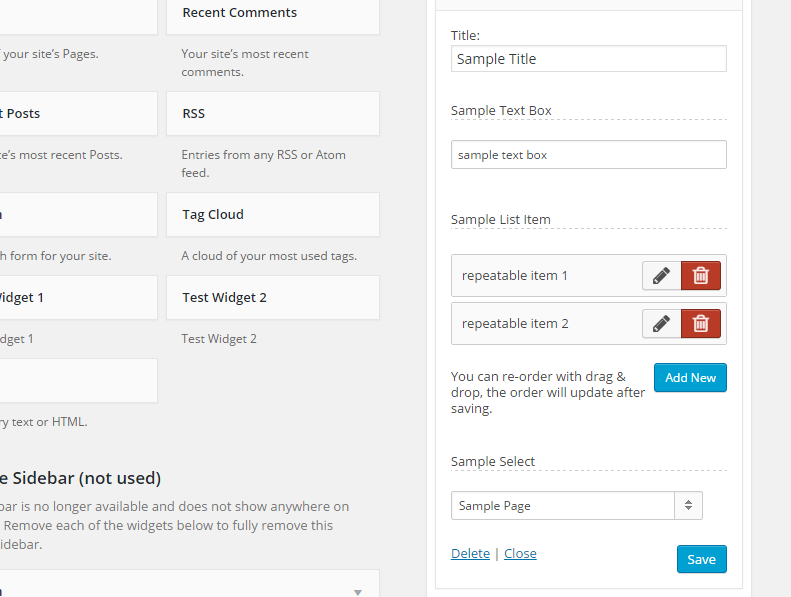 Recent Comments
f your site's Pages.
Your site's most recent
comments.
t Posts
RSS
te's most recent Posts.
Entries from any RSS or Atom
feed.
Tag Cloud
h form for your site.
A cloud of your most used tags.
Widget 1
Test Widget 2
dget 1
Test Widget 2
ry text or HTML.
e Sidebar (not used)
bar is no longer available and does not show anywhere on
Remove each of the widgets below to fully remove this
idebar.
Title:
Sample Title
Sample Text Box
sample text box
Sample List Item
repeatable item 1
repeatable item 2
You can re-order with drag &
drop, the order will update after
saving.
Add New
Sample Select
Sample Page
Delete | Close
Save